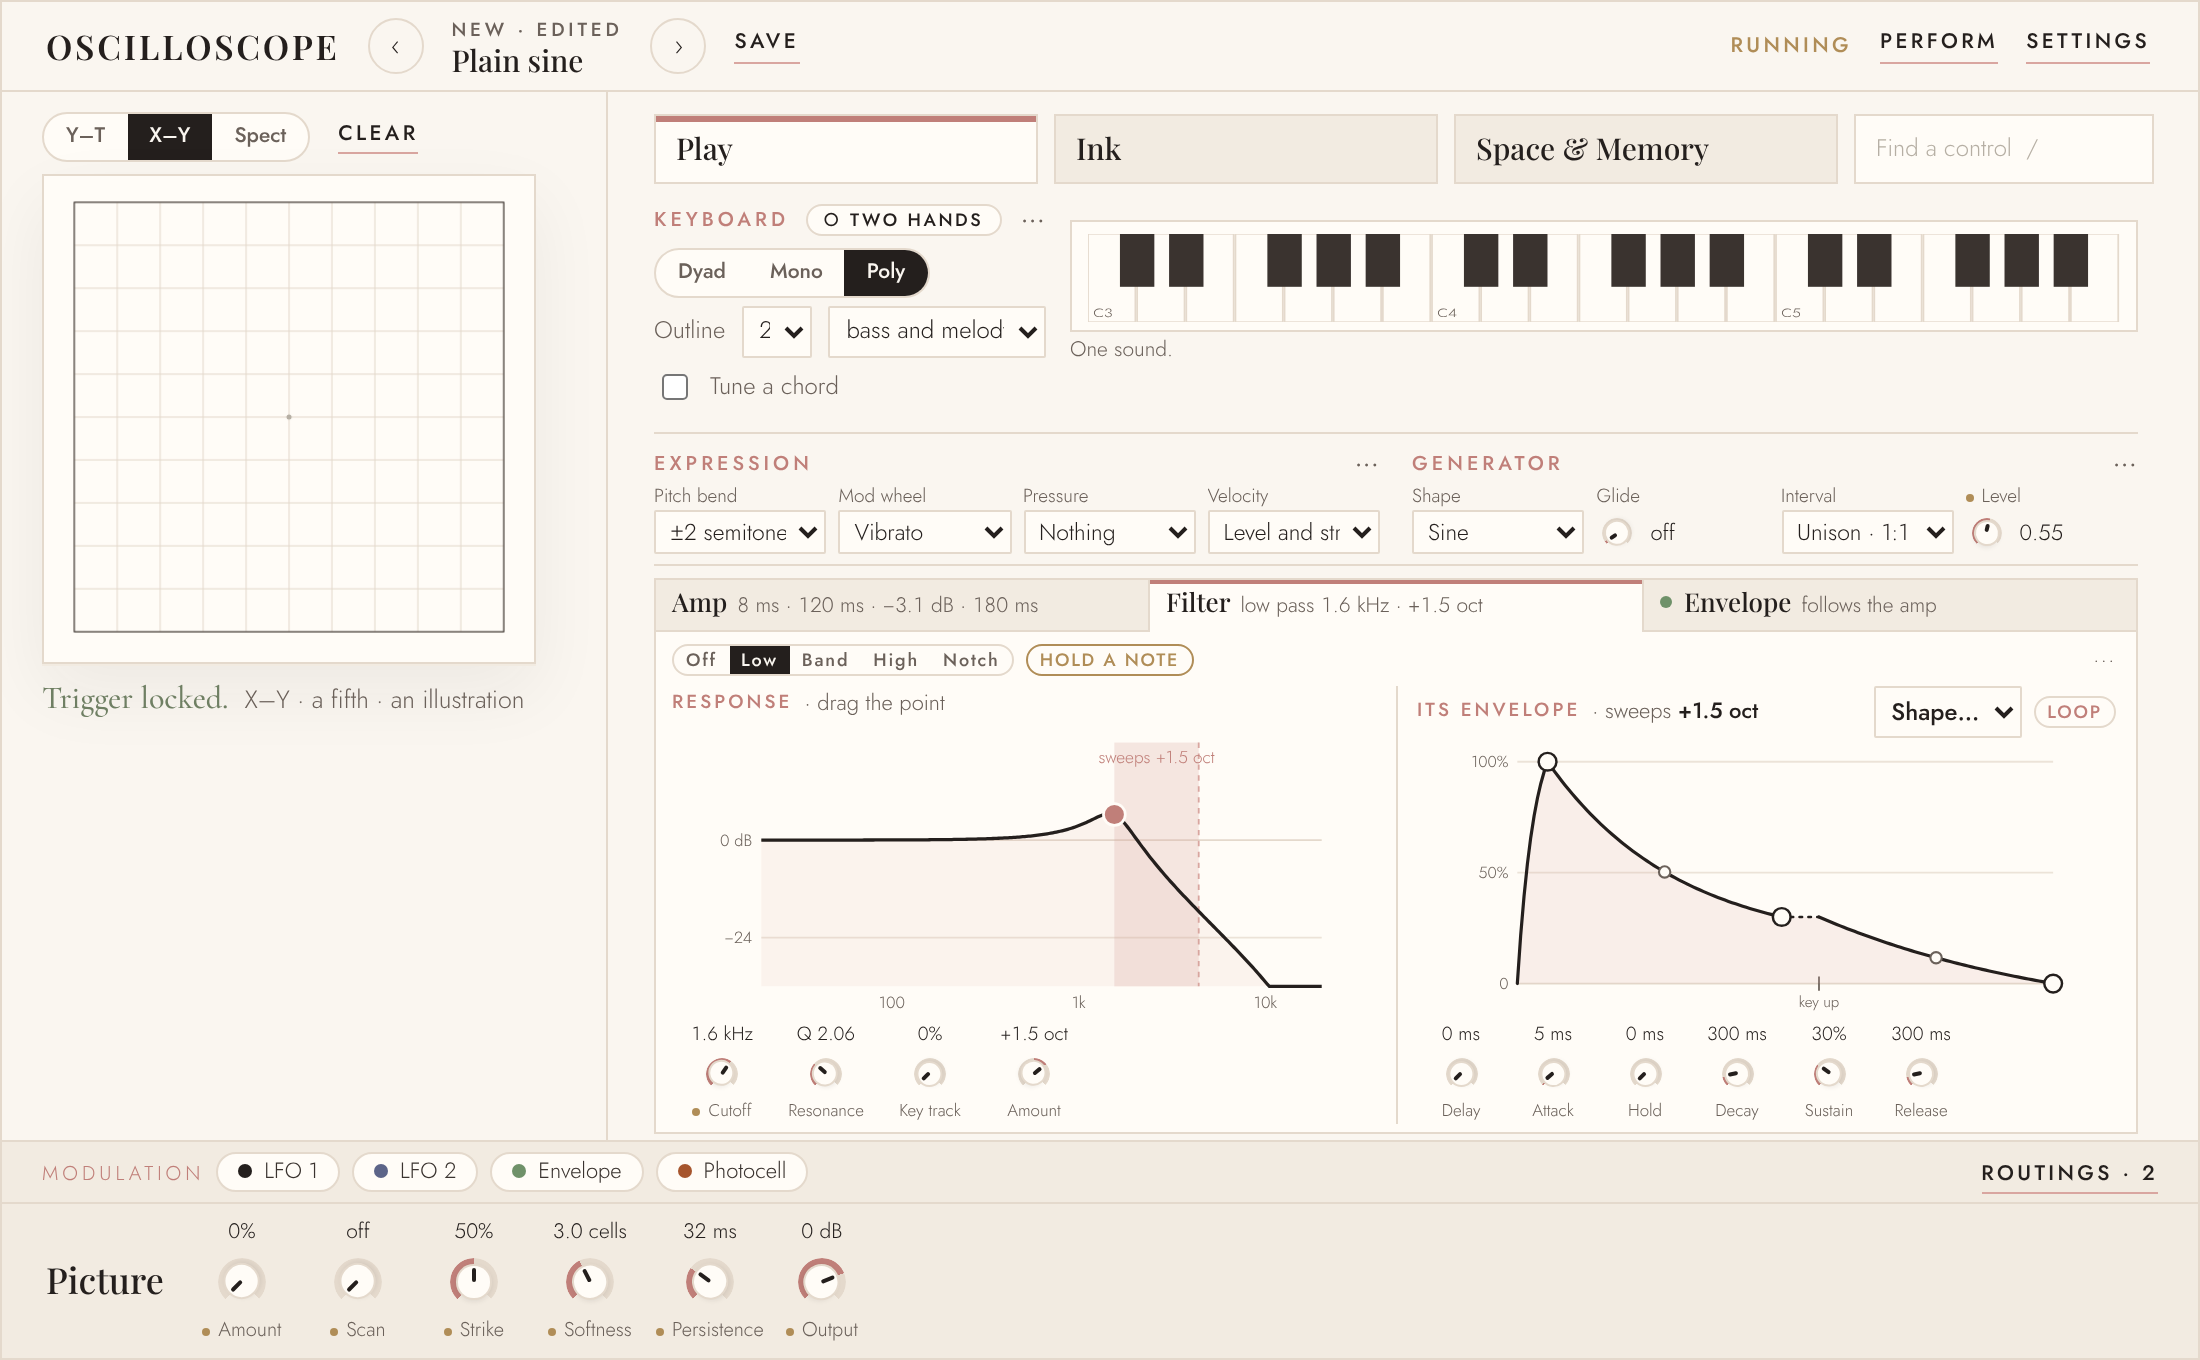 OSCILLOSCOPE
‹
NEW · EDITED
Plain sine
›
SAVE
RUNNING
PERFORM
SETTINGS
Y–T X–Y Spect
CLEAR
Trigger locked. X–Y · a fifth · an illustration
Play
Ink
Space & Memory
Find a control /
KEYBOARD
TWO HANDS
...
Dyad Mono Poly
Outline 2 bass and melod
Tune a chord
C3 C4 C5
One sound.
EXPRESSION ...
Pitch bend Mod wheel Pressure Velocity
±2 semitone Vibrato Nothing Level and str
GENERATOR ...
Shape Glide Interval Level
Sine off Unison · 1:1 0.55
Amp 8 ms · 120 ms · −3.1 dB · 180 ms
Filter low pass 1.6 kHz · +1.5 oct
Envelope follows the amp
Off Low Band High Notch
HOLD A NOTE
...
RESPONSE · drag the point
sweeps +1.5 oct
0 dB
−24
100 1k 10k
1.6 kHz Q 2.06 0% +1.5 oct
Cutoff Resonance Key track Amount
ITS ENVELOPE · sweeps +1.5 oct
Shape...
LOOP
100%
50%
0
key up
0 ms 5 ms 0 ms 300 ms 30% 300 ms
Delay Attack Hold Decay Sustain Release
MODULATION LFO 1 LFO 2 Envelope Photocell
ROUTINGS · 2
Picture
0% off 50% 3.0 cells 32 ms 0 dB
Amount Scan Strike Softness Persistence Output